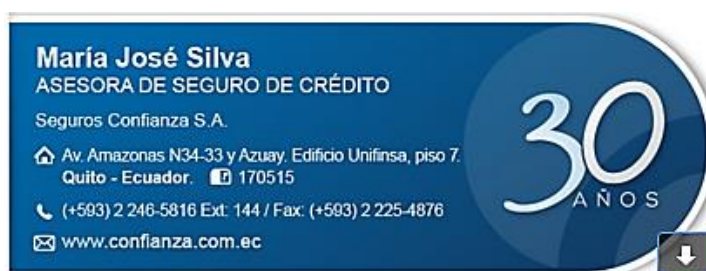 María José Silva
ASESORA DE SEGURO DE CRÉDITO
Seguros Confianza S.A.
Av. Amazonas N34-33 y Azuay. Edificio Unifinsa, piso 7.
Quito - Ecuador. 170515
(+593) 2 246-5816 Ext: 144 / Fax: (+593) 2 225-4876
www.confianza.com.ec
30
AÑOS